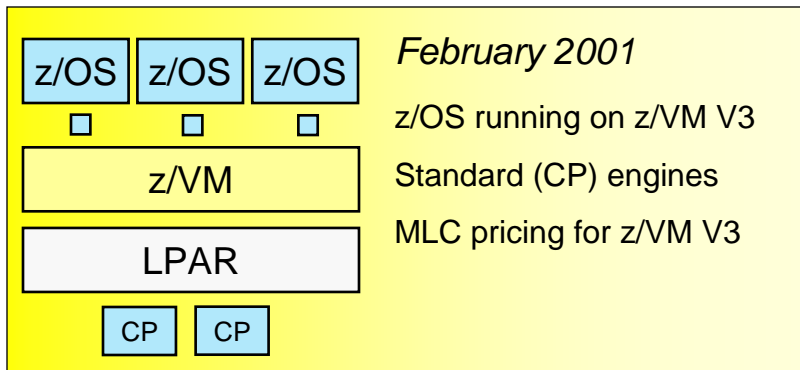 z/OS z/OS z/OS
z/VM
LPAR
CP CP
February 2001
z/OS running on z/VM V3
Standard (CP) engines
MLC pricing for z/VM V3